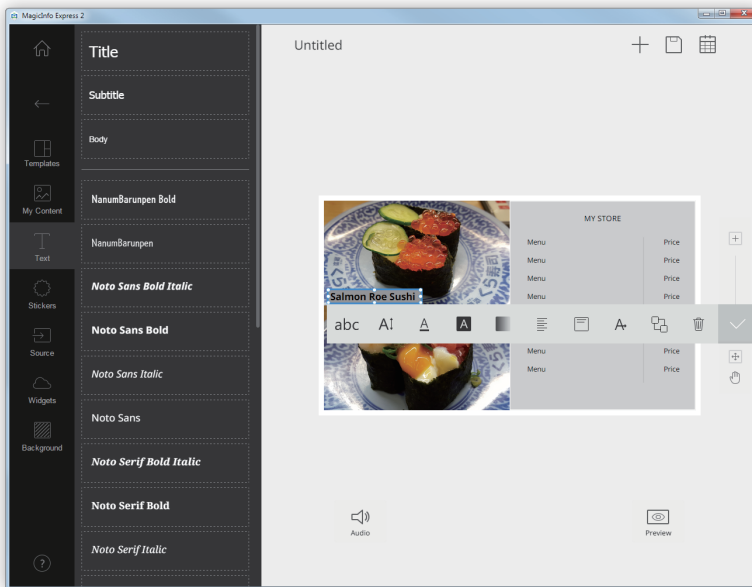 MagicInfo Express 2
Title
Subtitle
Body
NanumBarunpen Bold
NanumBarunpen
Noto Sans Bold Italic
Noto Sans Bold
Noto Sans Italic
Noto Sans
Noto Serif Bold Italic
Noto Serif Bold
Noto Serif Italic
Templates
My Content
Text
Stickers
Source
Widgets
Background
?
Untitled
MY STORE
Menu Price
Menu Price
Menu Price
Menu Price
Salmon Roe Sushi
abc A A A A
Menu Price
Menu Price
Audio
Preview